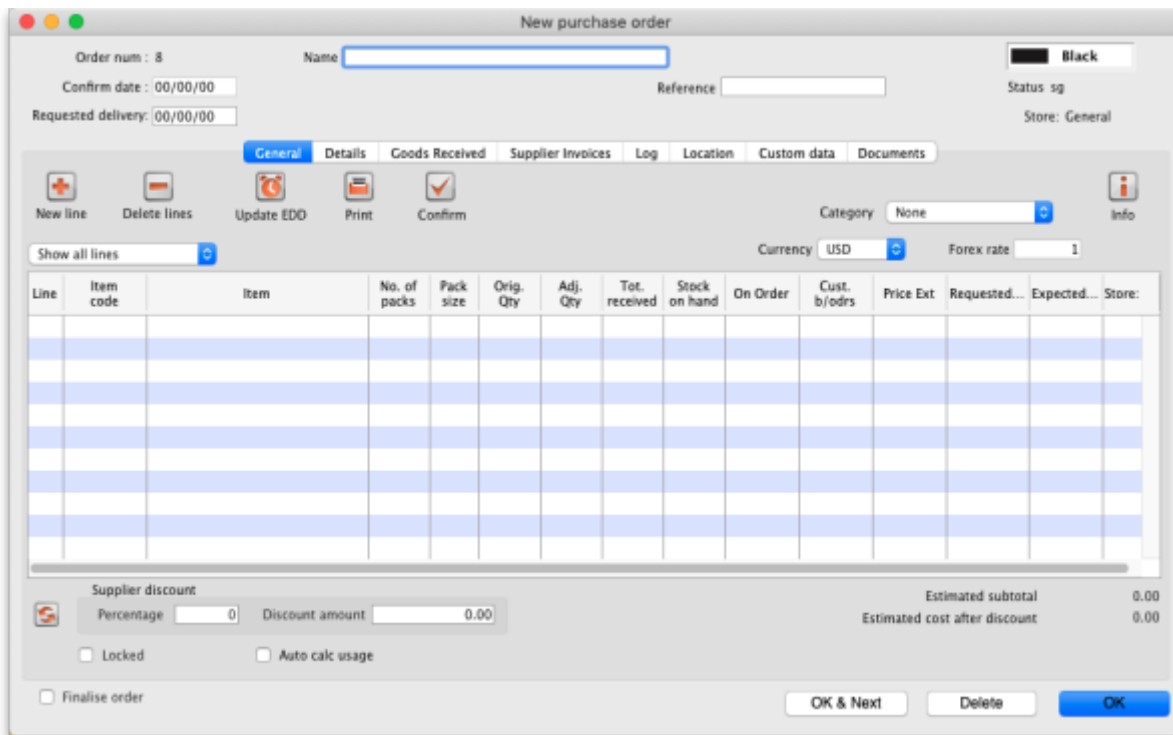 New purchase order
Order num : 8
Name
Black
Confirm date : 00/00/00
Reference
Status sg
Requested delivery: 00/00/00
Store: General
General Details Goods Received Supplier Invoices Log Location Custom data Documents
New line Delete lines Update EDD Print Confirm
Category None
Info
Show all lines
Currency USD
Forex rate 1
Line Item code Item No. of packs Pack size Orig. Qty Adj. Qty Tot. received Stock on hand On Order Cust. b/odrs Price Ext Requested... Expected... Store:
Supplier discount
Percentage 0 Discount amount 0.00
Estimated subtotal 0.00
Estimated cost after discount 0.00
Locked Auto calc usage
Finalise order
OK & Next Delete OK